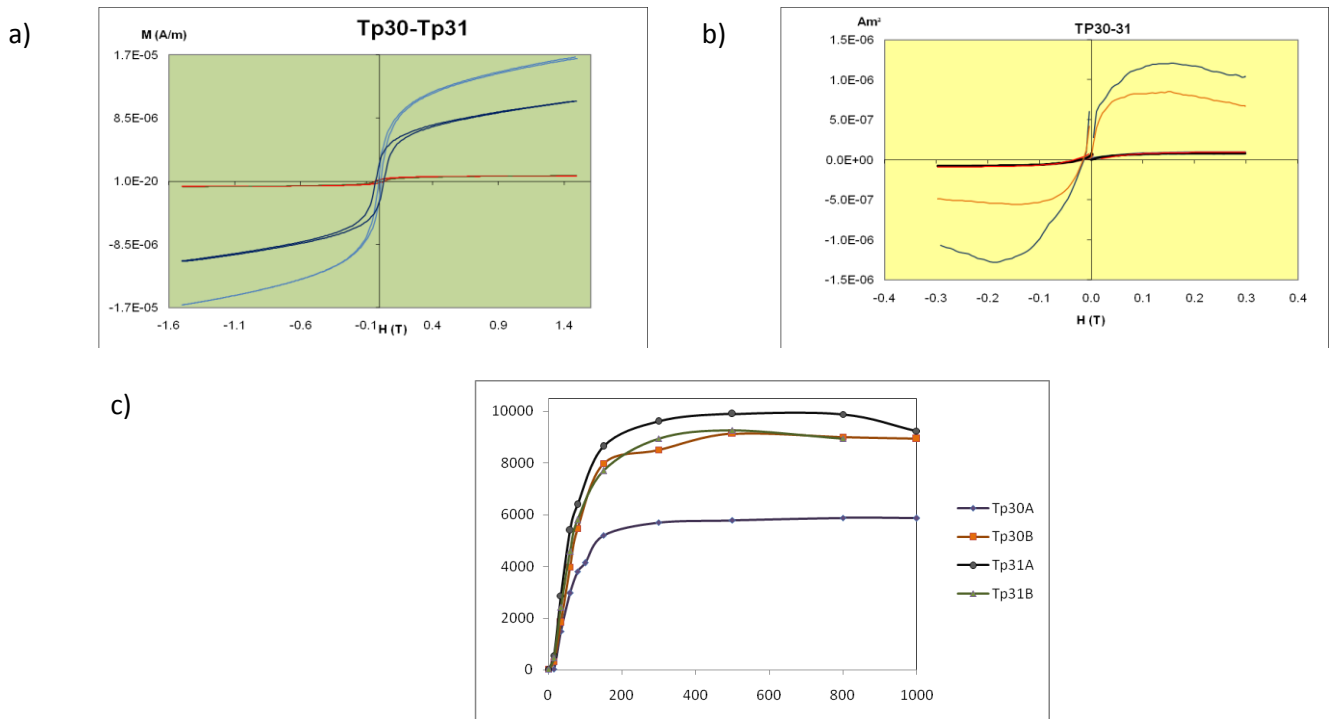 a)
Tp30-Tp31
M (A/m)
1.7E-05
8.5E-06
1.0E-20
-8.5E-06
-1.7E-05
-1.6 -1.1 -0.6 -0.1 0.4 0.9 1.4
H (T)
b)
Am²
TP30-31
1.5E-06
1.0E-06
5.0E-07
0.0E+00
-5.0E-07
-1.0E-06
-1.5E-06
-0.4 -0.3 -0.2 -0.1 0.0 0.1 0.2 0.3 0.4
H (T)
c)
10000
8000
6000
4000
2000
0
0 200 400 600 800 1000
Tp30A
Tp30B
Tp31A
Tp31B